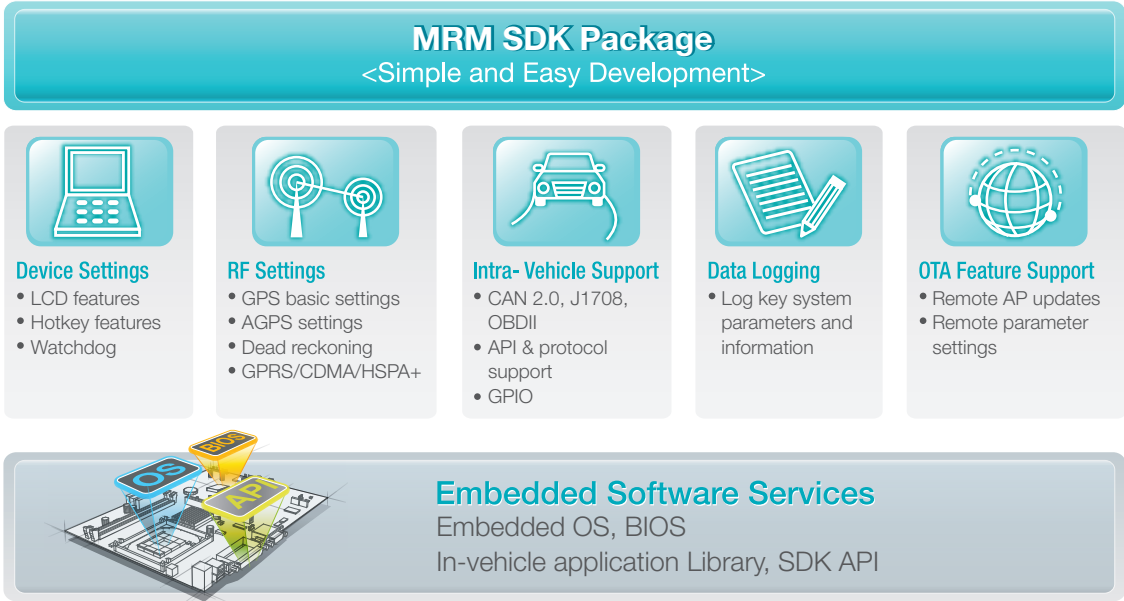 MRM SDK Package
<Simple and Easy Development>
Device Settings
• LCD features
• Hotkey features
• Watchdog
RF Settings
• GPS basic settings
• AGPS settings
• Dead reckoning
• GPRS/CDMA/HSPA+
Intra- Vehicle Support
• CAN 2.0, J1708,
OBDII
• API & protocol
support
• GPIO
Data Logging
• Log key system
parameters and
information
OTA Feature Support
• Remote AP updates
• Remote parameter
settings
BIOS
OS
API
Embedded Software Services
Embedded OS, BIOS
In-vehicle application Library, SDK API